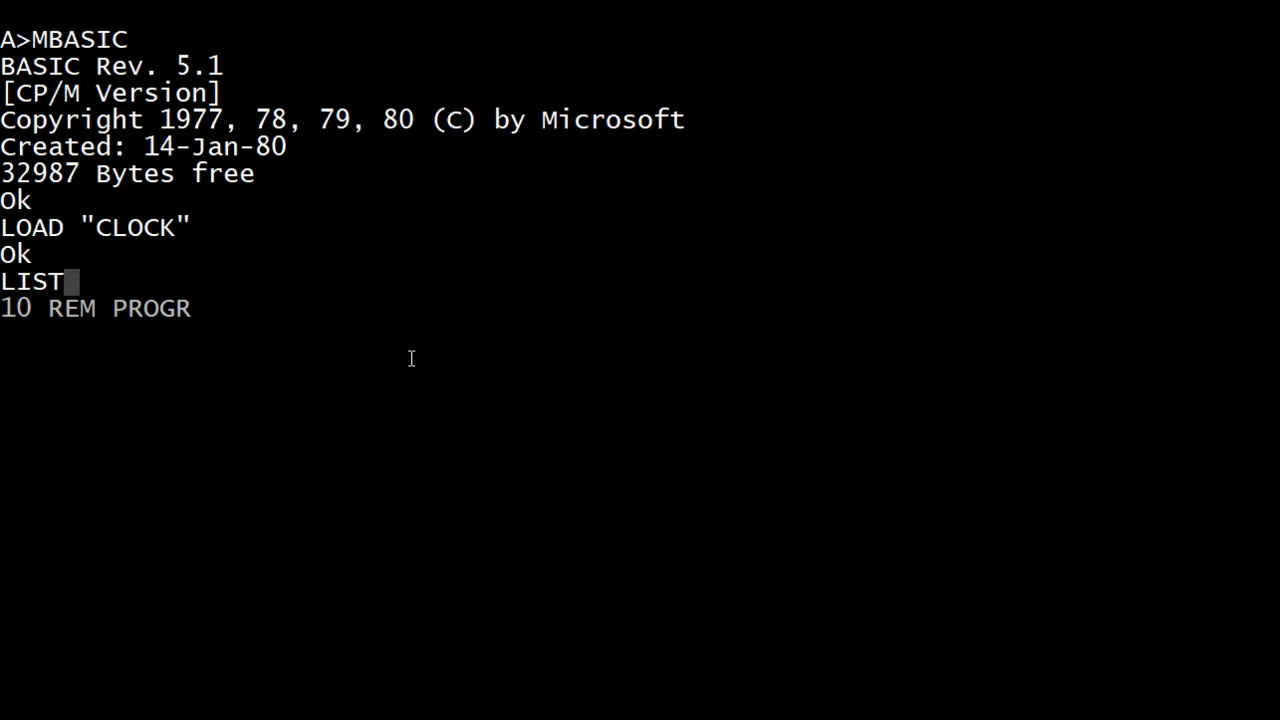 A>MBASIC
BASIC Rev. 5.1
[CP/M Version]
Copyright 1977, 78, 79, 80 (C) by Microsoft
Created: 14-Jan-80
32987 Bytes free
Ok
LOAD "CLOCK"
Ok
LIST
10 REM PROGR